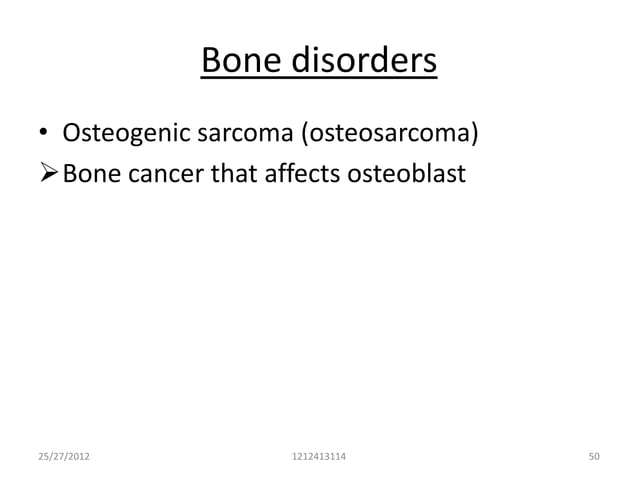 Bone disorders
• Osteogenic sarcoma (osteosarcoma)
➢Bone cancer that affects osteoblast
25/27/2012 1212413114 50